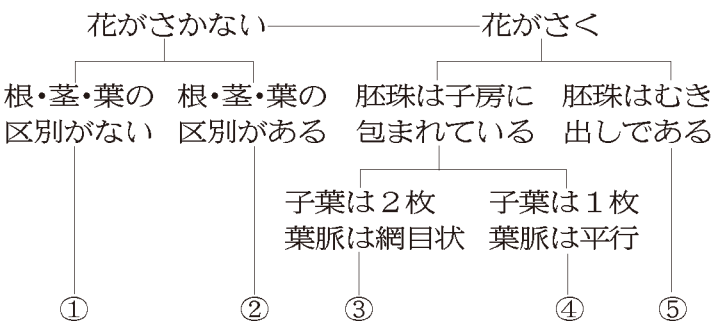 花がさかない 花がさく
根・茎・葉の
区別がない
根・茎・葉の
区別がある
胚珠は子房に
包まれている
胚珠はむき
出しである
子葉は２枚
葉脈は網目状
子葉は１枚
葉脈は平行
① ② ③ ④ ⑤